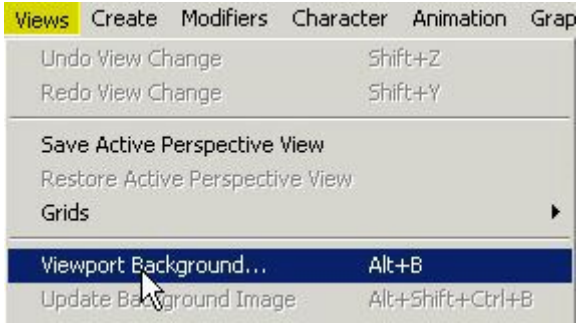 Views Create Modifiers Character Animation Grap
Undo View Change Shift+Z
Redo View Change Shift+Y
Save Active Perspective View
Restore Active Perspective View
Grids
Viewport Background... Alt+B
Update Background Image Alt+Shift+Ctrl+B